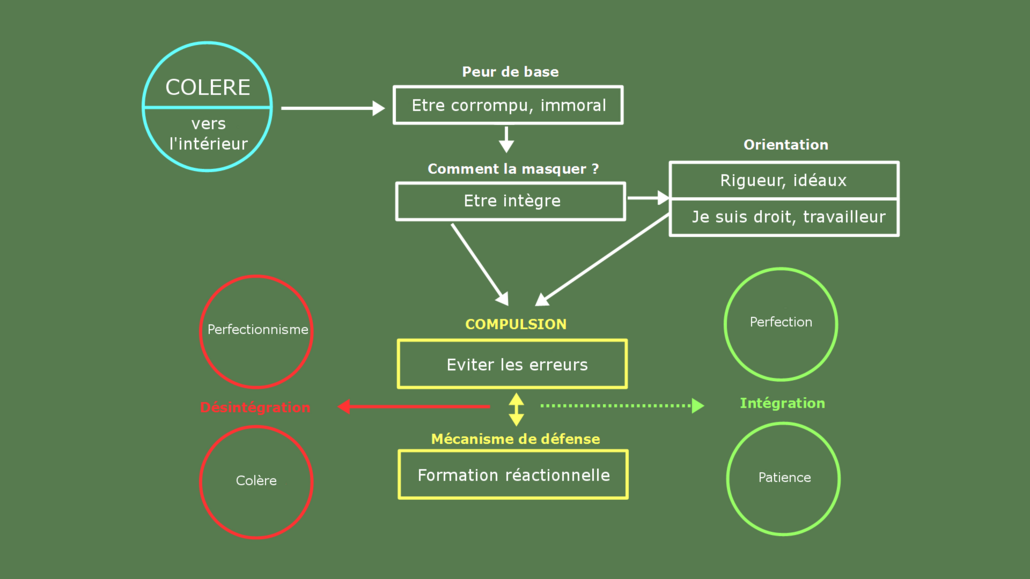 COLERE
vers
l'intérieur
Peur de base
Etre corrompu, immoral
Comment la masquer ?
Etre intègre
Orientation
Rigueur, idéaux
Je suis droit, travailleur
COMPULSION
Eviter les erreurs
Mécanisme de défense
Formation réactionnelle
Perfectionnisme
Désintégration
Colère
Perfection
Intégration
Patience